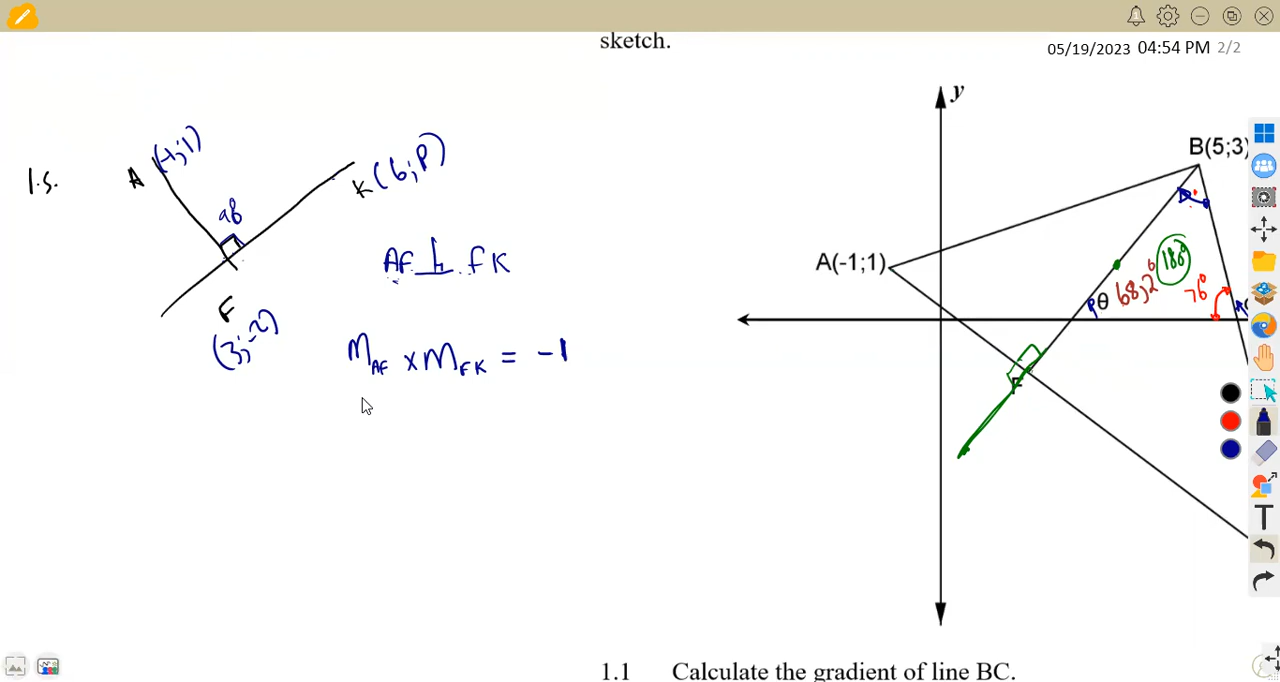 sketch.
05/19/2023 04:54 PM 2/2
y
1.5.
A (-1;1)
K (6;P)
90
AF ⊥ FK
F
(3;-2)
M_AF × M_FK = -1
B(5;3)
A(-1;1)
θ 68,2° 180° 76°
F
T
1.1 Calculate the gradient of line BC.